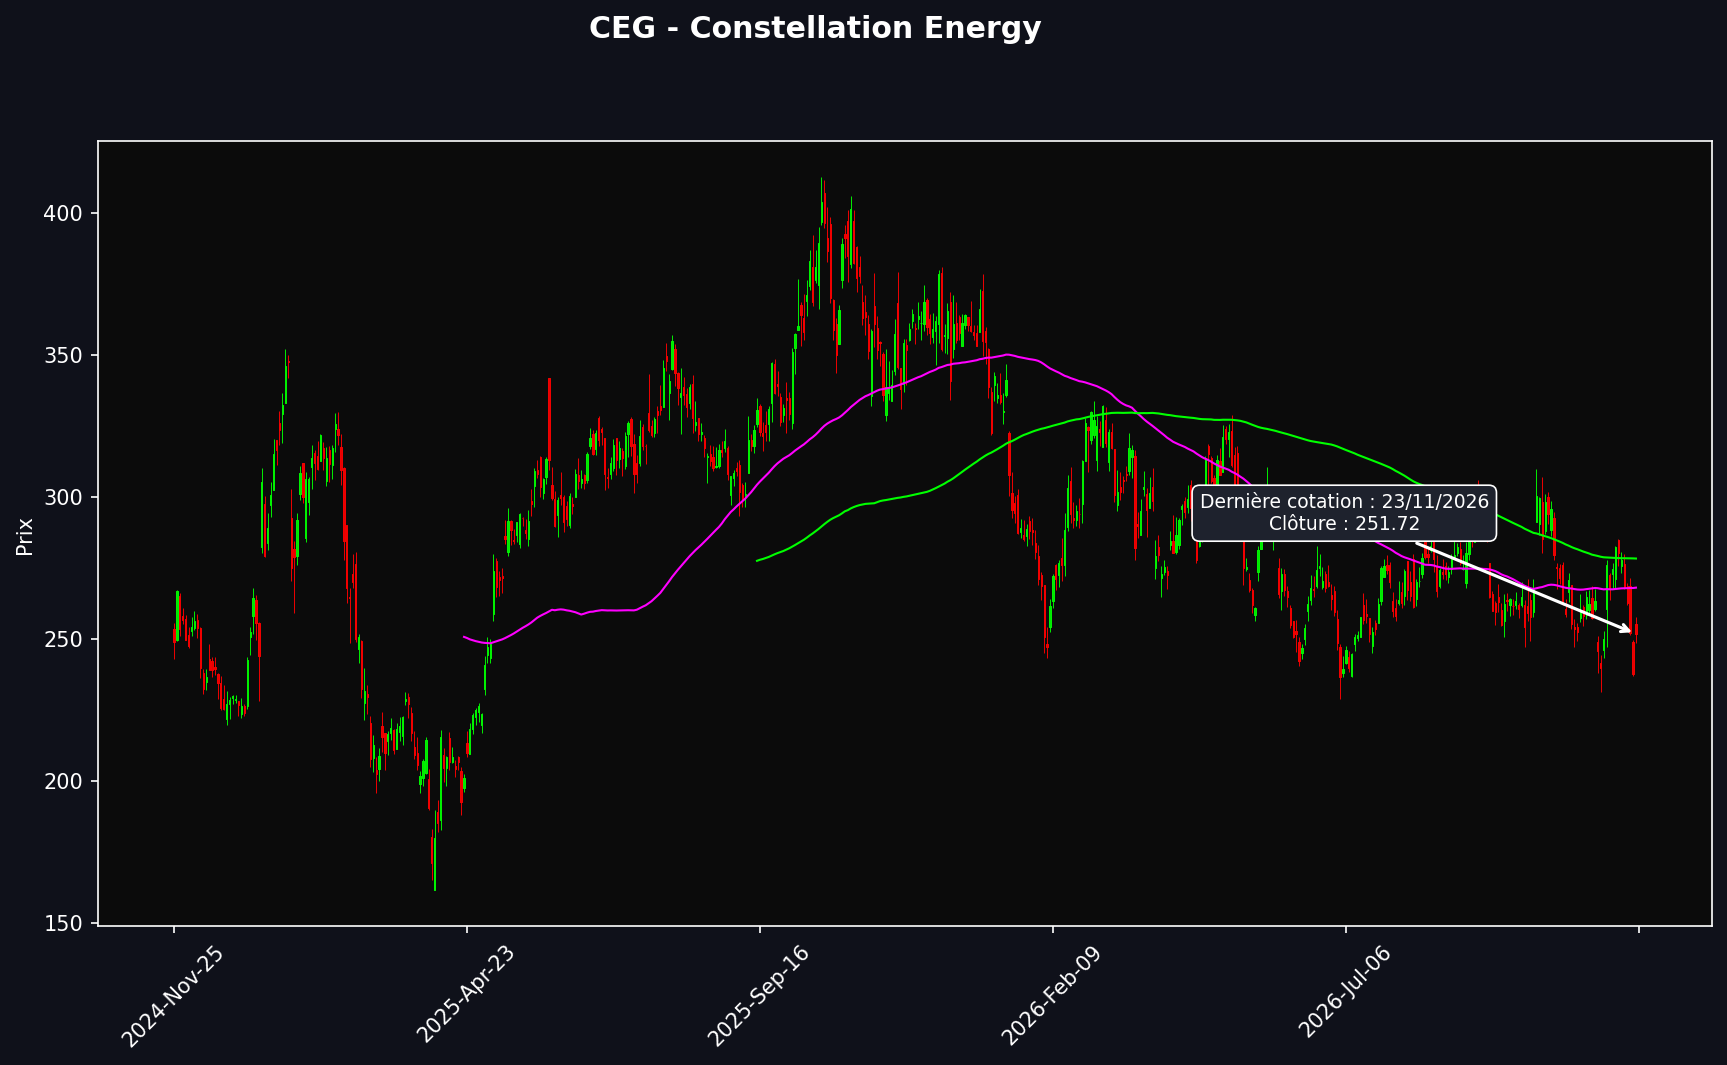 CEG - Constellation Energy
Prix
400
350
300
250
200
150
Dernière cotation : 23/11/2026
Clôture : 251.72
2024-Nov-25
2025-Apr-23
2025-Sep-16
2026-Feb-09
2026-Jul-06